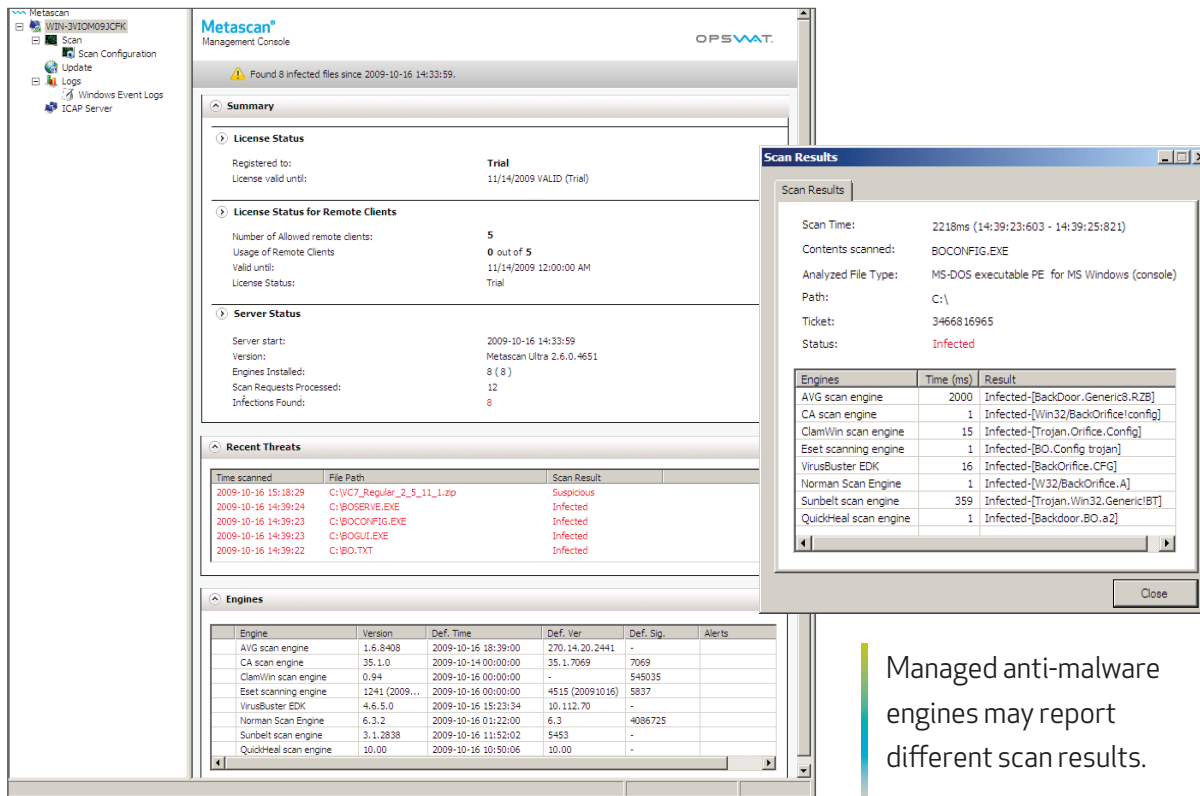 Metascan
WIN-3VIOM09JCFK
Scan
Scan Configuration
Update
Logs
Windows Event Logs
ICAP Server
Metascan®
Management Console
OPSWAT.
Found 8 infected files since 2009-10-16 14:33:59.
Summary
License Status
Registered to: Trial
License valid until: 11/14/2009 VALID (Trial)
License Status for Remote Clients
Number of Allowed remote clients: 5
Usage of Remote Clients 0 out of 5
Valid until: 11/14/2009 12:00:00 AM
License Status: Trial
Server Status
Server start: 2009-10-16 14:33:59
Version: Metascan Ultra 2.6.0.4651
Engines Installed: 8 ( 8 )
Scan Requests Processed: 12
Infections Found: 8
Recent Threats
Time scanned File Path Scan Result
2009-10-16 15:18:29 C:\VC7_Regular_2_5_11_1.zip Suspicious
2009-10-16 14:39:24 C:\BOSERVE.EXE Infected
2009-10-16 14:39:23 C:\BOCONFIG.EXE Infected
2009-10-16 14:39:23 C:\BOGUI.EXE Infected
2009-10-16 14:39:22 C:\BO.TXT Infected
Engines
Engine Version Def. Time Def. Ver Def. Sig. Alerts
AVG scan engine 1.6.8408 2009-10-16 18:39:00 270.14.20.2441 -
CA scan engine 35.1.0 2009-10-14 00:00:00 35.1.7069 7069
ClamWin scan engine 0.94 2009-10-16 00:00:00 - 545035
Eset scanning engine 1241 (2009... 2009-10-16 00:00:00 4515 (20091016) 5837
VirusBuster EDK 4.6.5.0 2009-10-16 15:23:34 10.112.70 -
Norman Scan Engine 6.3.2 2009-10-16 01:22:00 6.3 4086725
Sunbelt scan engine 3.1.2838 2009-10-16 11:52:02 5453 -
QuickHeal scan engine 10.00 2009-10-16 10:50:06 10.00 -
Scan Results
Scan Results
Scan Time: 2218ms (14:39:23:603 - 14:39:25:821)
Contents scanned: BOCONFIG.EXE
Analyzed File Type: MS-DOS executable PE for MS Windows (console)
Path: C:\
Ticket: 3466816965
Status: Infected
Engines Time (ms) Result
AVG scan engine 2000 Infected-[BackDoor.Generic8.RZB]
CA scan engine 1 Infected-[Win32/BackOrifice!config]
ClamWin scan engine 15 Infected-[Trojan.Orifice.Config]
Eset scanning engine 1 Infected-[BO.Config trojan]
VirusBuster EDK 16 Infected-[BackOrifice.CFG]
Norman Scan Engine 1 Infected-[W32/BackOrifice.A]
Sunbelt scan engine 359 Infected-[Trojan.Win32.Generic!BT]
QuickHeal scan engine 1 Infected-[Backdoor.BO.a2]
Close
Managed anti-malware
engines may report
different scan results.